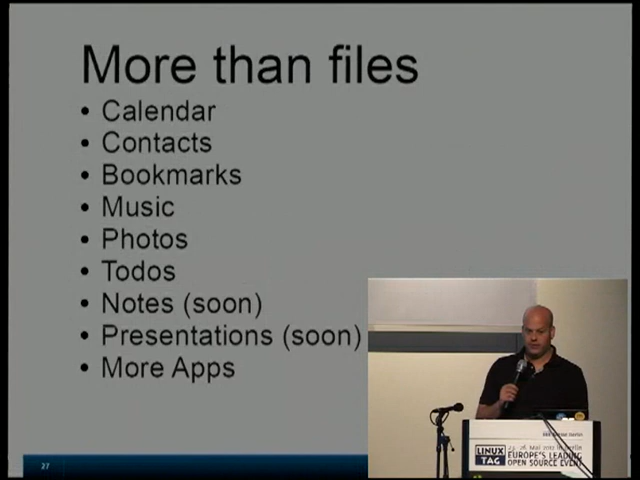 More than files
• Calendar
• Contacts
• Bookmarks
• Music
• Photos
• Todos
• Notes (soon)
• Presentations (soon)
• More Apps
27
LINUX
TAG
EUROPE'S LEADING
OPEN SOURCE EVENT